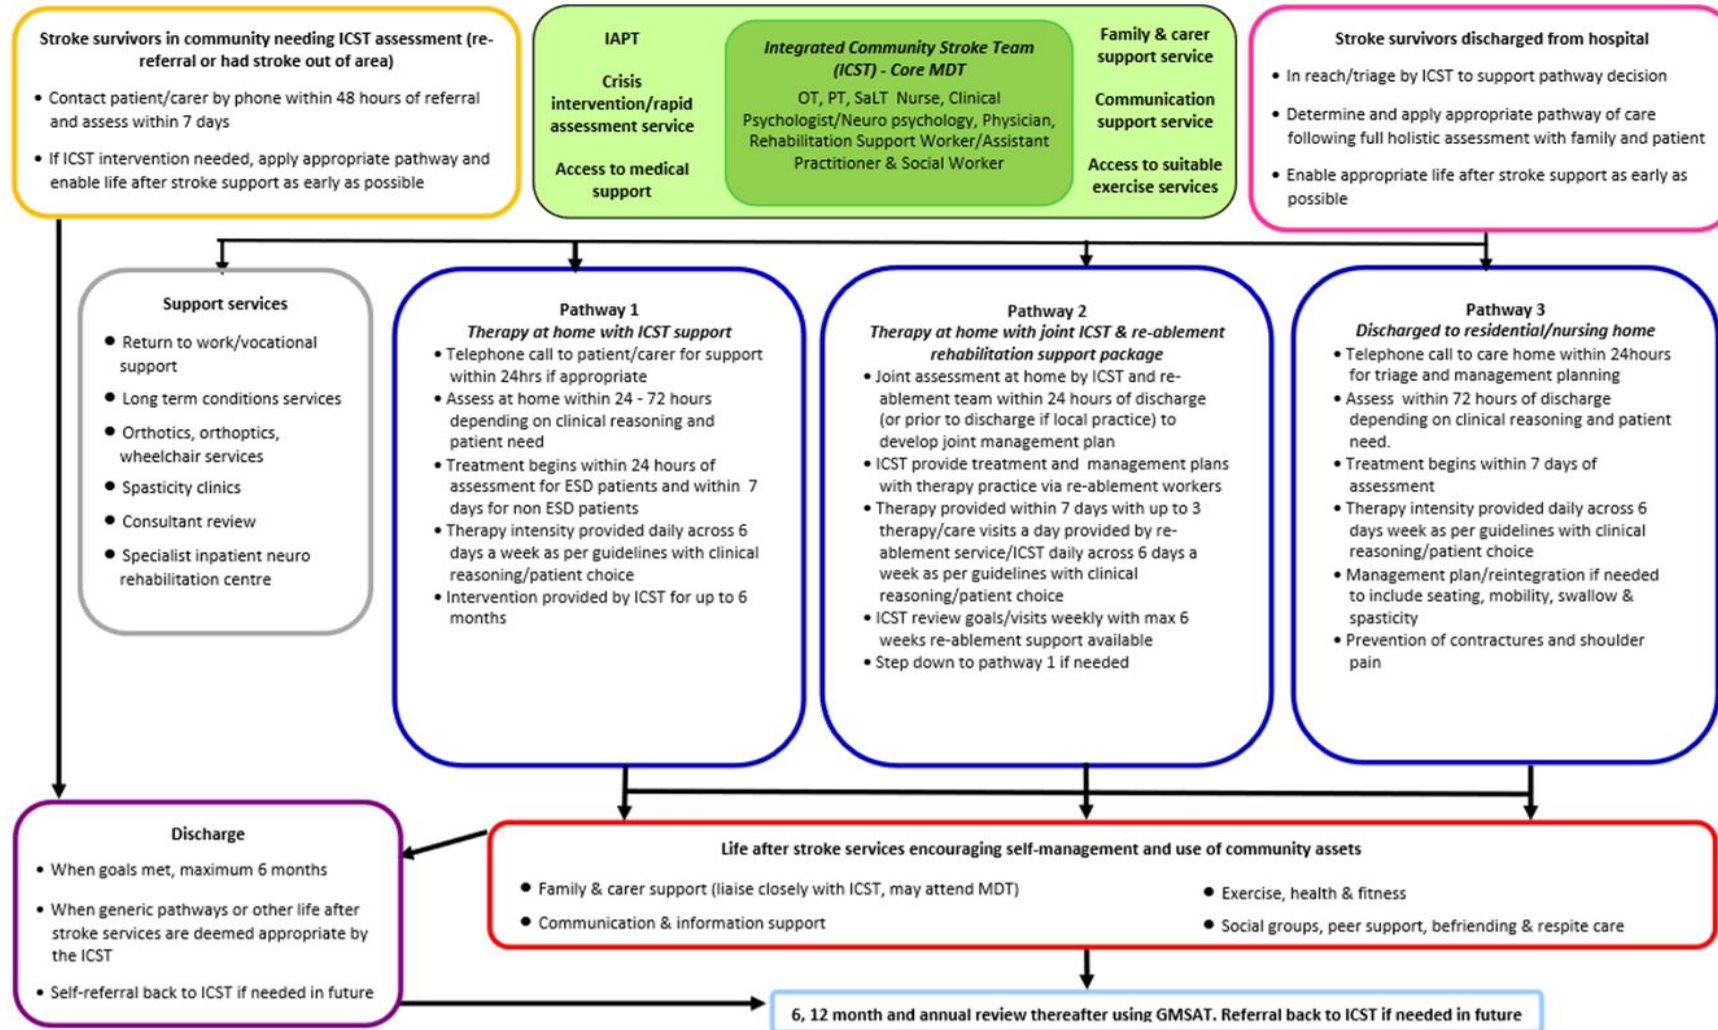 Stroke survivors in community needing ICST assessment (re-
referral or had stroke out of area)
• Contact patient/carer by phone within 48 hours of referral
and assess within 7 days
• If ICST intervention needed, apply appropriate pathway and
enable life after stroke support as early as possible
IAPT
Crisis
intervention/rapid
assessment service
Access to medical
support
Integrated Community Stroke Team
(ICST) - Core MDT
OT, PT, SaLT Nurse, Clinical
Psychologist/Neuro psychology, Physician,
Rehabilitation Support Worker/Assistant
Practitioner & Social Worker
Family & carer
support service
Communication
support service
Access to suitable
exercise services
Stroke survivors discharged from hospital
• In reach/triage by ICST to support pathway decision
• Determine and apply appropriate pathway of care
following full holistic assessment with family and patient
• Enable appropriate life after stroke support as early as
possible
Support services
● Return to work/vocational
support
● Long term conditions services
● Orthotics, orthoptics,
wheelchair services
● Spasticity clinics
● Consultant review
● Specialist inpatient neuro
rehabilitation centre
Pathway 1
Therapy at home with ICST support
• Telephone call to patient/carer for support
within 24hrs if appropriate
• Assess at home within 24 - 72 hours
depending on clinical reasoning and
patient need
• Treatment begins within 24 hours of
assessment for ESD patients and within 7
days for non ESD patients
• Therapy intensity provided daily across 6
days a week as per guidelines with clinical
reasoning/patient choice
• Intervention provided by ICST for up to 6
months
Pathway 2
Therapy at home with joint ICST & re-ablement
rehabilitation support package
• Joint assessment at home by ICST and re-
ablement team within 24 hours of discharge
(or prior to discharge if local practice) to
develop joint management plan
• ICST provide treatment and management plans
with therapy practice via re-ablement workers
• Therapy provided within 7 days with up to 3
therapy/care visits a day provided by re-
ablement service/ICST daily across 6 days a
week as per guidelines with clinical
reasoning/patient choice
• ICST review goals/visits weekly with max 6
weeks re-ablement support available
• Step down to pathway 1 if needed
Pathway 3
Discharged to residential/nursing home
• Telephone call to care home within 24hours
for triage and management planning
• Assess within 72 hours of discharge
depending on clinical reasoning and patient
need.
• Treatment begins within 7 days of
assessment
• Therapy intensity provided daily across 6
days week as per guidelines with clinical
reasoning/patient choice
• Management plan/reintegration if needed
to include seating, mobility, swallow &
spasticity
• Prevention of contractures and shoulder
pain
Discharge
• When goals met, maximum 6 months
• When generic pathways or other life after
stroke services are deemed appropriate by
the ICST
• Self-referral back to ICST if needed in future
Life after stroke services encouraging self-management and use of community assets
● Family & carer support (liaise closely with ICST, may attend MDT)
● Communication & information support
● Exercise, health & fitness
● Social groups, peer support, befriending & respite care
6, 12 month and annual review thereafter using GMSAT. Referral back to ICST if needed in future